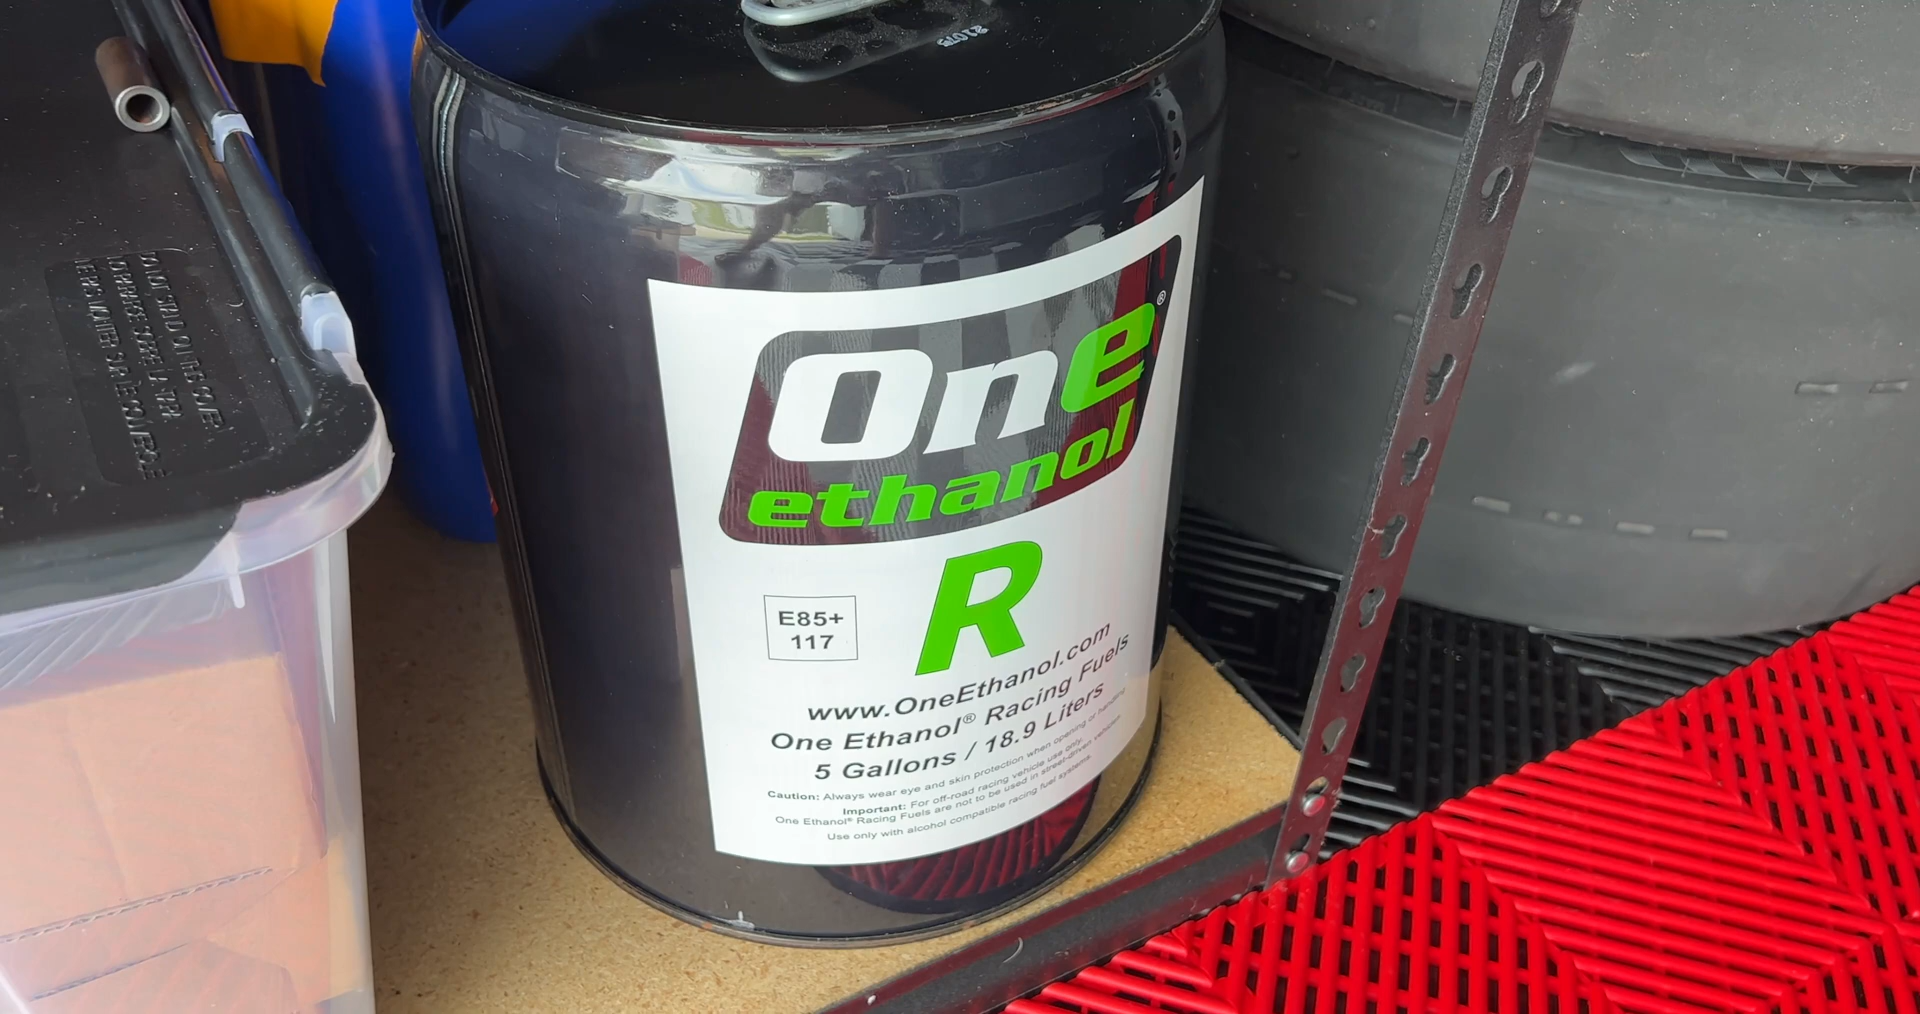 21075
One®
ethanol
R
E85+
117
www.OneEthanol.com
One Ethanol® Racing Fuels
5 Gallons / 18.9 Liters
Caution: Always wear eye and skin protection when opening or handling
Important: For off-road racing vehicle use only.
One Ethanol® Racing Fuels are not to be used in street-driven vehicles.
Use only with alcohol compatible racing fuel systems.